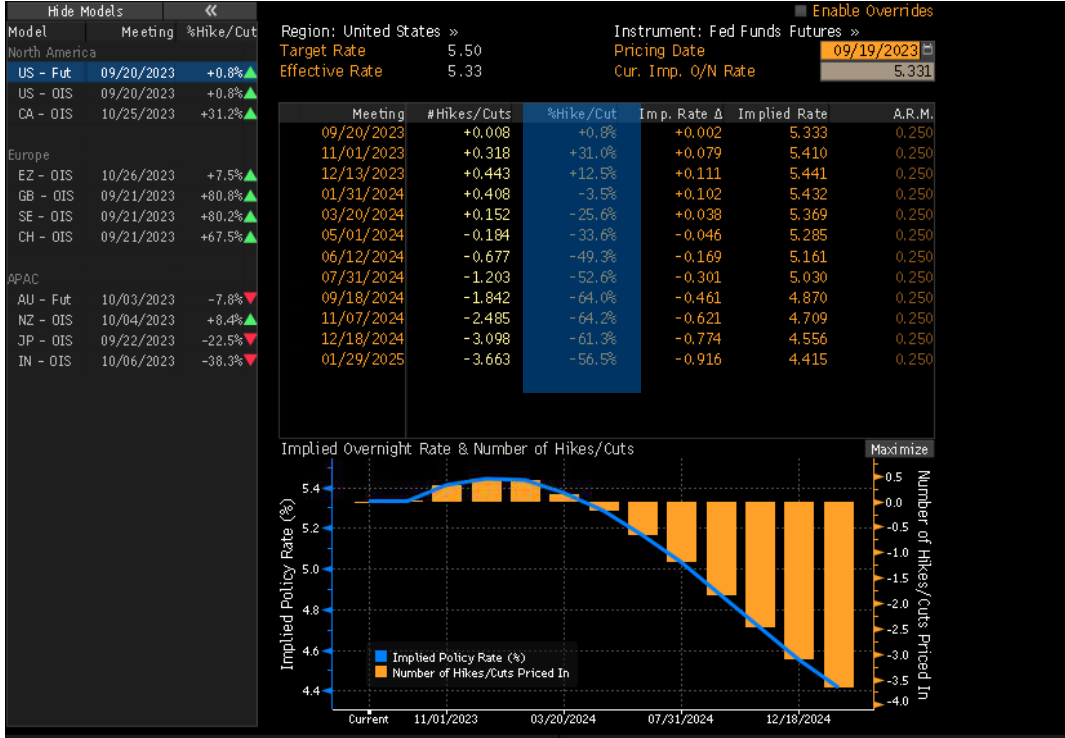 Hide Models «
Model Meeting %Hike/Cut
North America
US - Fut 09/20/2023 +0.8%
US - OIS 09/20/2023 +0.8%
CA - OIS 10/25/2023 +31.2%
Europe
EZ - OIS 10/26/2023 +7.5%
GB - OIS 09/21/2023 +80.8%
SE - OIS 09/21/2023 +80.2%
CH - OIS 09/21/2023 +67.5%
APAC
AU - Fut 10/03/2023 -7.8%
NZ - OIS 10/04/2023 +8.4%
JP - OIS 09/22/2023 -22.5%
IN - OIS 10/06/2023 -38.3%
Enable Overrides
Region: United States » Instrument: Fed Funds Futures »
Target Rate 5.50 Pricing Date 09/19/2023
Effective Rate 5.33 Cur. Imp. O/N Rate 5.331
Meeting #Hikes/Cuts %Hike/Cut Imp. Rate Δ Implied Rate A.R.M.
09/20/2023 +0.008 +0.8% +0.002 5.333 0.250
11/01/2023 +0.318 +31.0% +0.079 5.410 0.250
12/13/2023 +0.443 +12.5% +0.111 5.441 0.250
01/31/2024 +0.408 -3.5% +0.102 5.432 0.250
03/20/2024 +0.152 -25.6% +0.038 5.369 0.250
05/01/2024 -0.184 -33.6% -0.046 5.285 0.250
06/12/2024 -0.677 -49.3% -0.169 5.161 0.250
07/31/2024 -1.203 -52.6% -0.301 5.030 0.250
09/18/2024 -1.842 -64.0% -0.461 4.870 0.250
11/07/2024 -2.485 -64.2% -0.621 4.709 0.250
12/18/2024 -3.098 -61.3% -0.774 4.556 0.250
01/29/2025 -3.663 -56.5% -0.916 4.415 0.250
Implied Overnight Rate & Number of Hikes/Cuts Maximize
Implied Policy Rate (%)
5.4
5.2
5.0
4.8
4.6
4.4
Implied Policy Rate (%)
Number of Hikes/Cuts Priced In
0.5
0.0
-0.5
-1.0
-1.5
-2.0
-2.5
-3.0
-3.5
-4.0
Number of Hikes/Cuts Priced In
Current 11/01/2023 03/20/2024 07/31/2024 12/18/2024